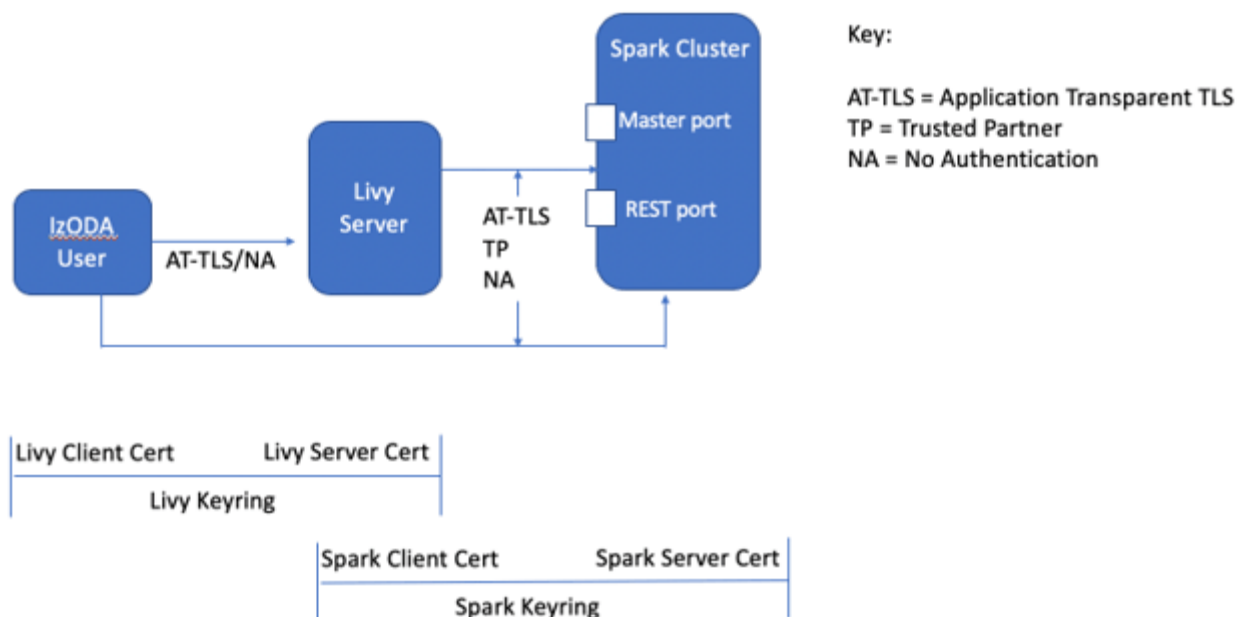 Spark Cluster
Master port
REST port
Livy
Server
IzODA
User
AT-TLS/NA
AT-TLS
TP
NA
Key:
AT-TLS = Application Transparent TLS
TP = Trusted Partner
NA = No Authentication
Livy Client Cert
Livy Server Cert
Livy Keyring
Spark Client Cert
Spark Server Cert
Spark Keyring